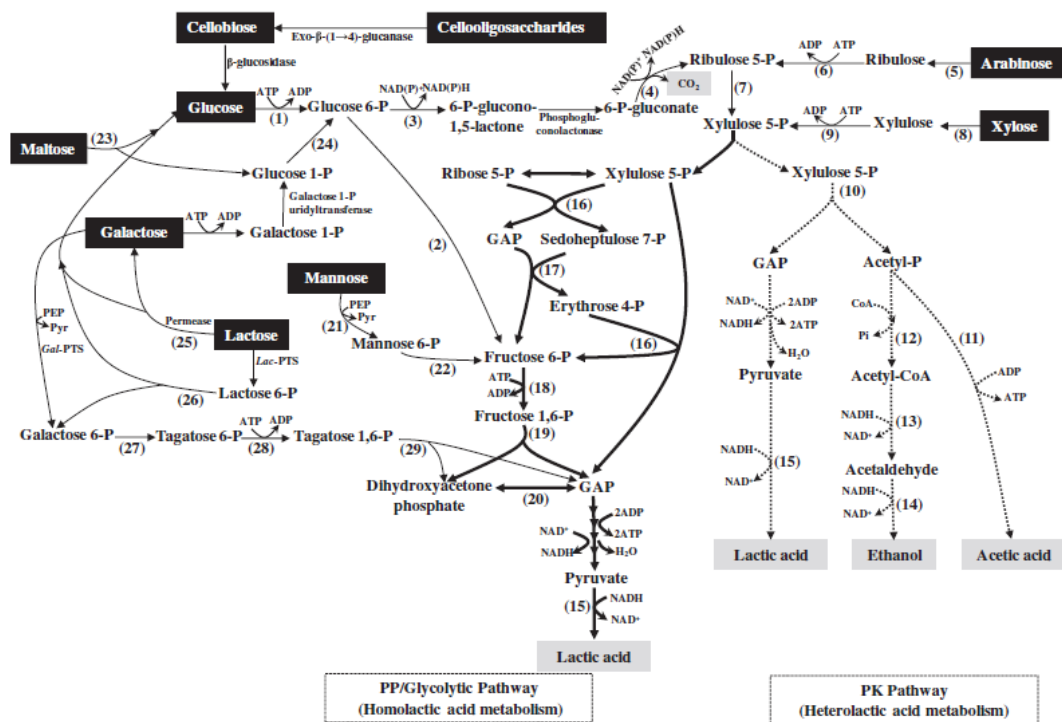 Cellobiose
Exo-β-(1→4)-glucanase
Cellooligosaccharides
β-glucosidase
Glucose
ATP ADP
(1)
Glucose 6-P
NAD(P)⁺ NAD(P)H
(3)
6-P-glucono-
1,5-lactone
Phosphoglu-
conolactonase
6-P-gluconate
NAD(P)⁺ NAD(P)H
(4)
CO₂
Ribulose 5-P
ADP ATP
(6)
Ribulose
(5)
Arabinose
(7)
Xylulose 5-P
ADP ATP
(9)
Xylulose
(8)
Xylose
Maltose
(23)
(24)
Glucose 1-P
Galactose 1-P
uridyltransferase
Galactose
ATP ADP
Galactose 1-P
(2)
Ribose 5-P
Xylulose 5-P
(16)
GAP
Sedoheptulose 7-P
(17)
Erythrose 4-P
(16)
Xylulose 5-P
(10)
GAP
Acetyl-P
NAD⁺
NADH
2ADP
2ATP
H₂O
CoA
Pi
(12)
(11)
ADP
ATP
Pyruvate
Acetyl-CoA
NADH
NAD⁺
(13)
NADH
NAD⁺
(15)
Acetaldehyde
NADH
NAD⁺
(14)
Lactic acid
Ethanol
Acetic acid
Mannose
PEP
Pyr
(21)
Mannose 6-P
(22)
Fructose 6-P
PEP
Pyr
Gal-PTS
Permease
(25)
Lactose
Lac-PTS
Lactose 6-P
(26)
ATP
ADP
(18)
Fructose 1,6-P
(19)
Galactose 6-P
(27)
Tagatose 6-P
ATP ADP
(28)
Tagatose 1,6-P
(29)
Dihydroxyacetone
phosphate
(20)
GAP
2ADP
2ATP
H₂O
NAD⁺
NADH
Pyruvate
(15)
NADH
NAD⁺
Lactic acid
PP/Glycolytic Pathway
(Homolactic acid metabolism)
PK Pathway
(Heterolactic acid metabolism)